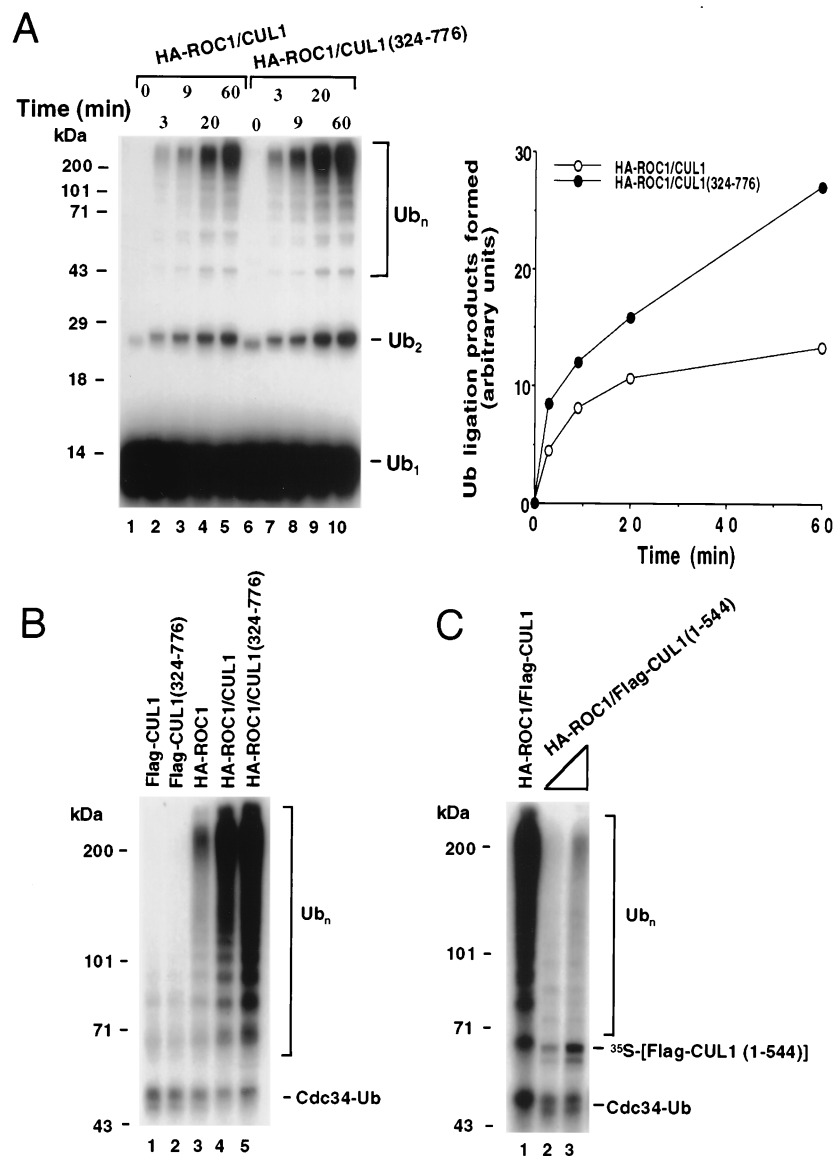 A
HA-ROC1/CUL1
HA-ROC1/CUL1(324-776)
0 9 60 3 20
Time (min)
3 20 0 9 60
kDa
200
101
71
43
29
18
14
Ubn
Ub2
Ub1
1 2 3 4 5 6 7 8 9 10
30
20
10
0
HA-ROC1/CUL1
HA-ROC1/CUL1(324-776)
Ub ligation products formed
(arbitrary units)
0 20 40 60
Time (min)
B
Flag-CUL1
Flag-CUL1(324-776)
HA-ROC1
HA-ROC1/CUL1
HA-ROC1/CUL1(324-776)
kDa
200
101
71
43
Ubn
Cdc34-Ub
1 2 3 4 5
C
HA-ROC1/Flag-CUL1
HA-ROC1/Flag-CUL1(1-544)
kDa
200
101
71
43
Ubn
35S-[Flag-CUL1 (1-544)]
Cdc34-Ub
1 2 3